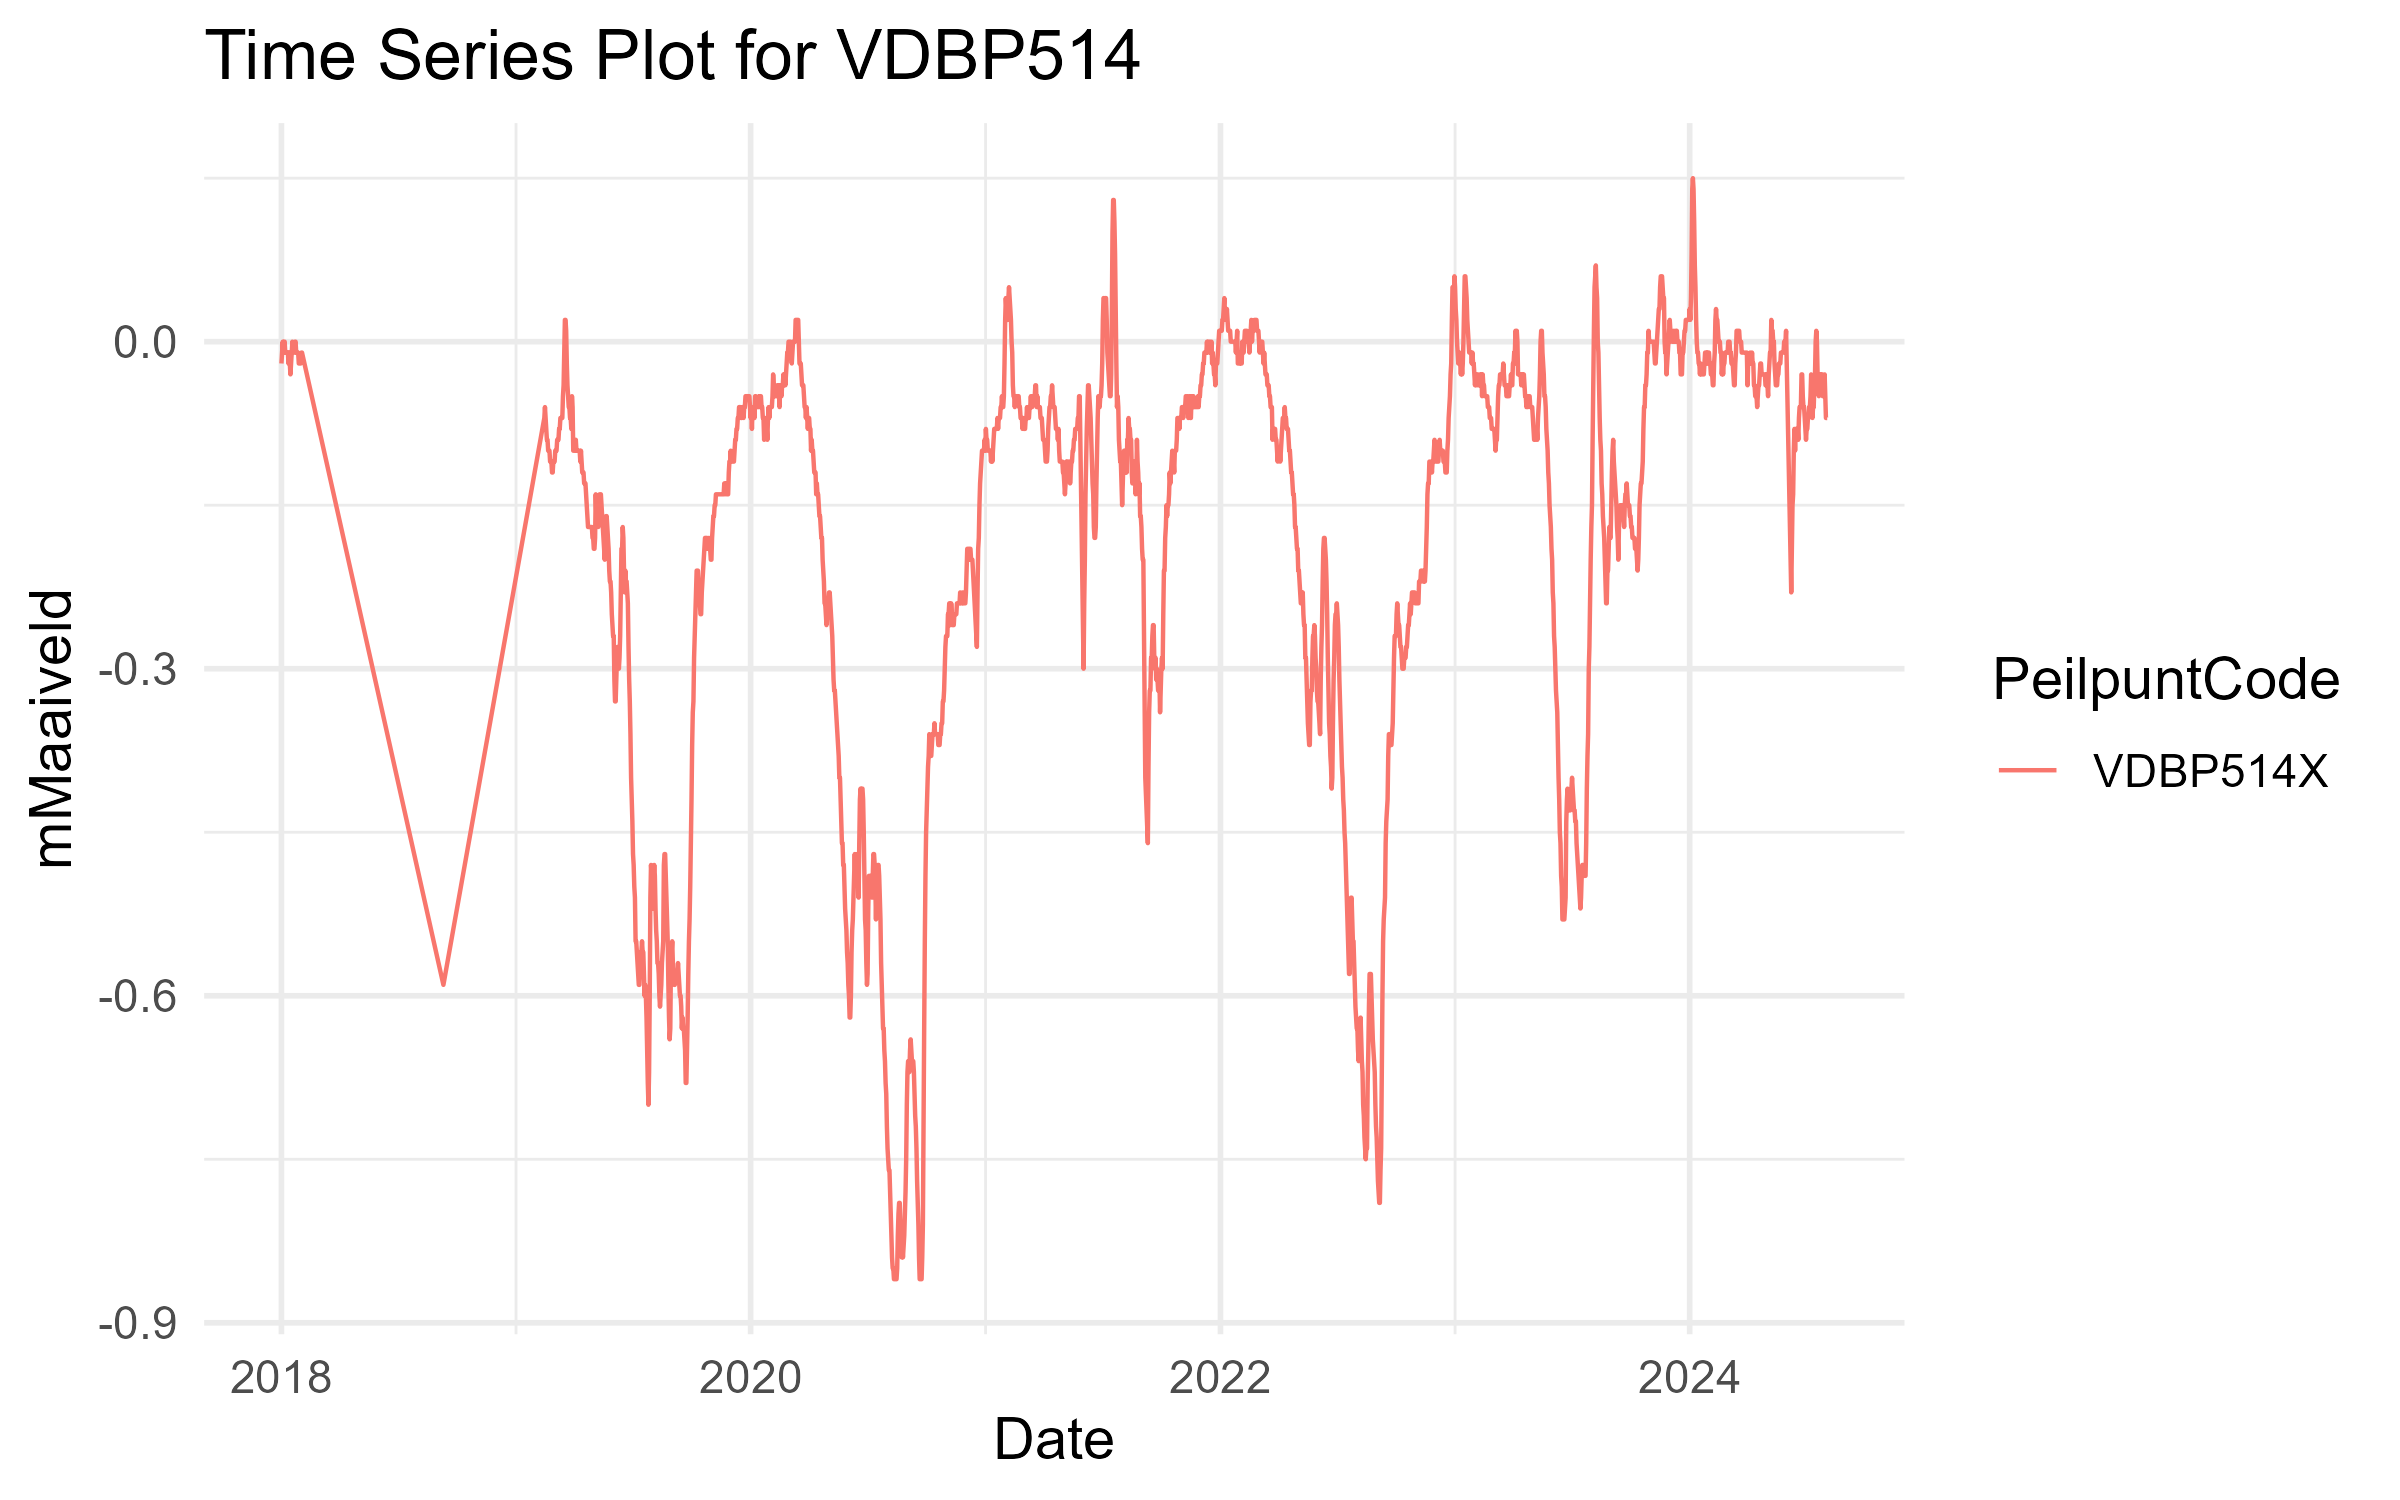 Time Series Plot for VDBP514
mMaaiveld
0.0
-0.3
-0.6
-0.9
2018
2020
2022
2024
Date
PeilpuntCode
VDBP514X